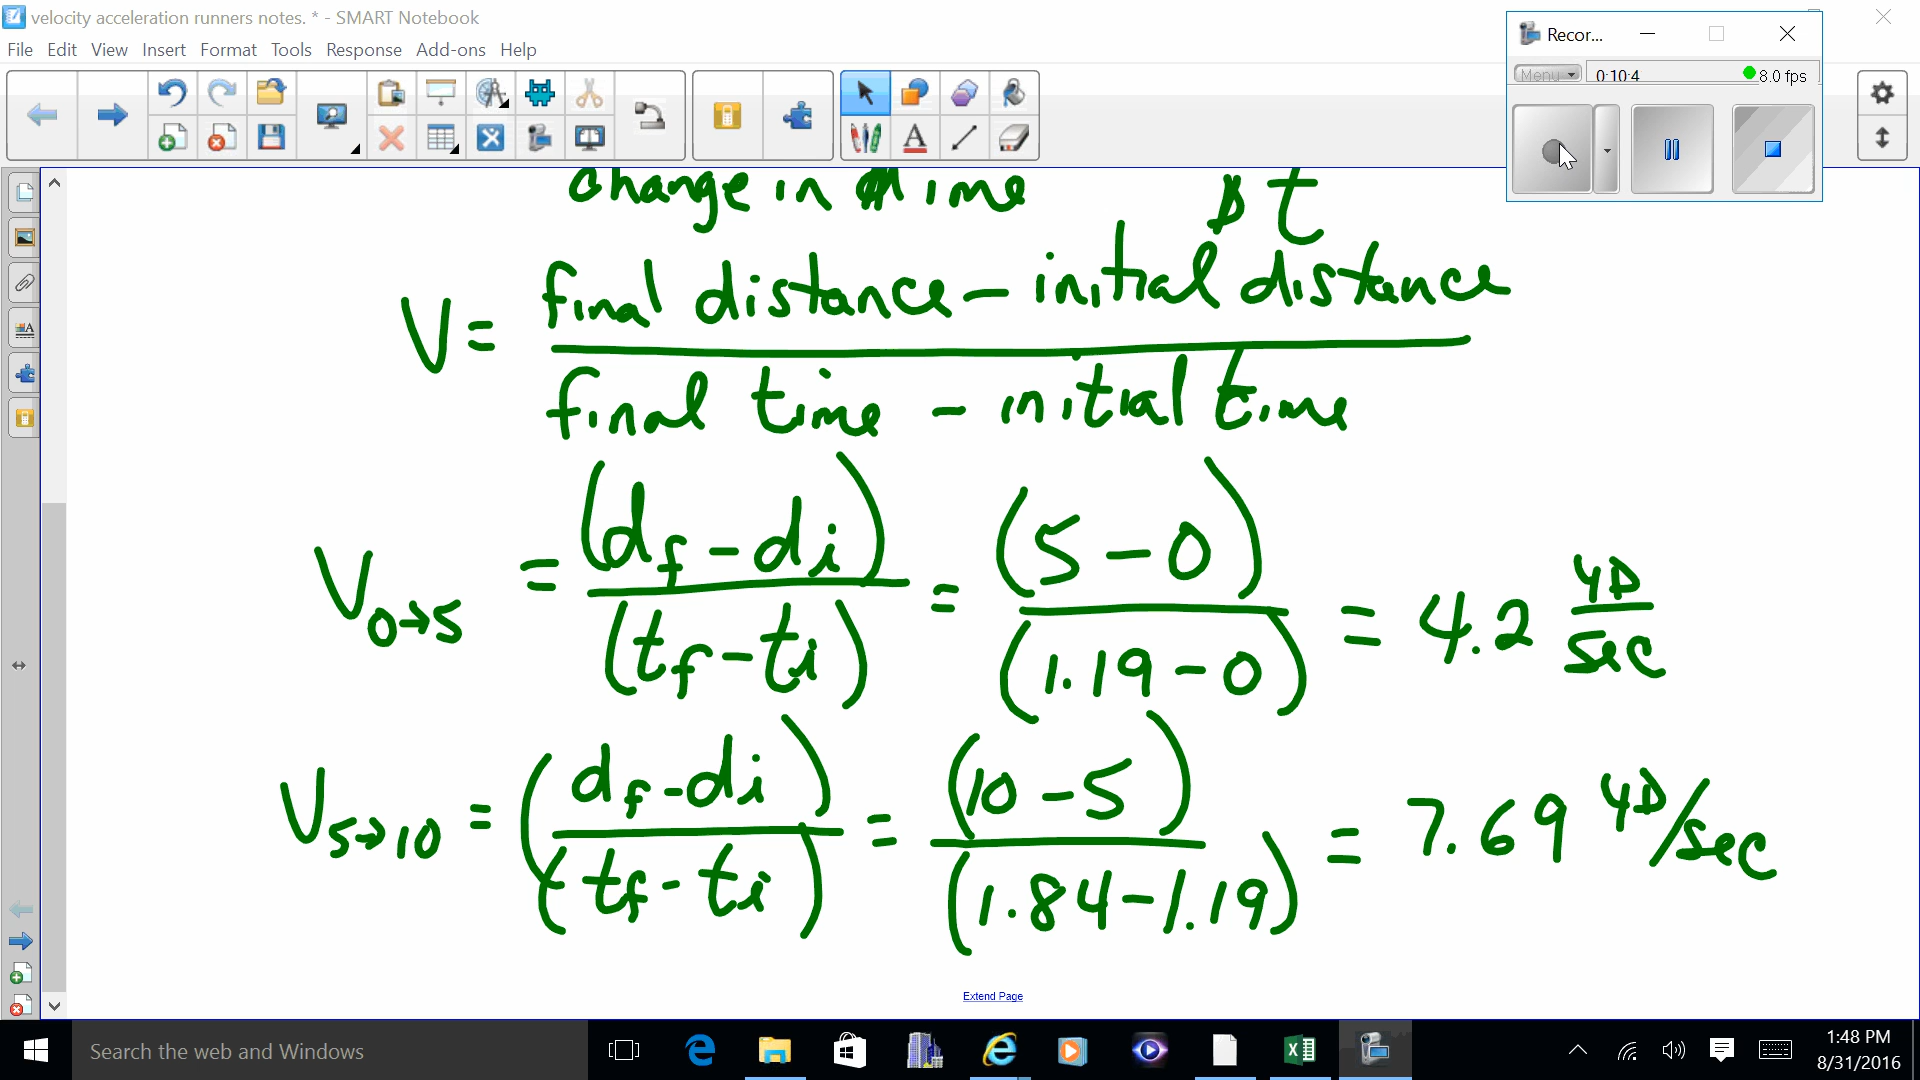 velocity acceleration runners notes. * - SMART Notebook
File Edit View Insert Format Tools Response Add-ons Help
Recor...
Menu 0:10:4 8.0 fps
change in time Δt
V = final distance - initial distance
final time - initial time
V0→5 = (df - di) / (tf - ti) = (5 - 0) / (1.19 - 0) = 4.2 YD / sec
V5→10 = (df - di) / (tf - ti) = (10 - 5) / (1.84 - 1.19) = 7.69 YD/sec
Extend Page
Search the web and Windows
1:48 PM
8/31/2016